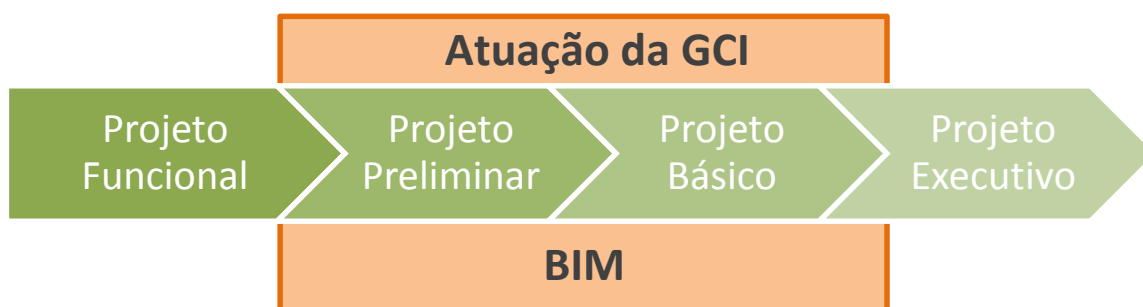 Atuação da GCI
Projeto
Funcional
Projeto
Preliminar
Projeto
Básico
Projeto
Executivo
BIM